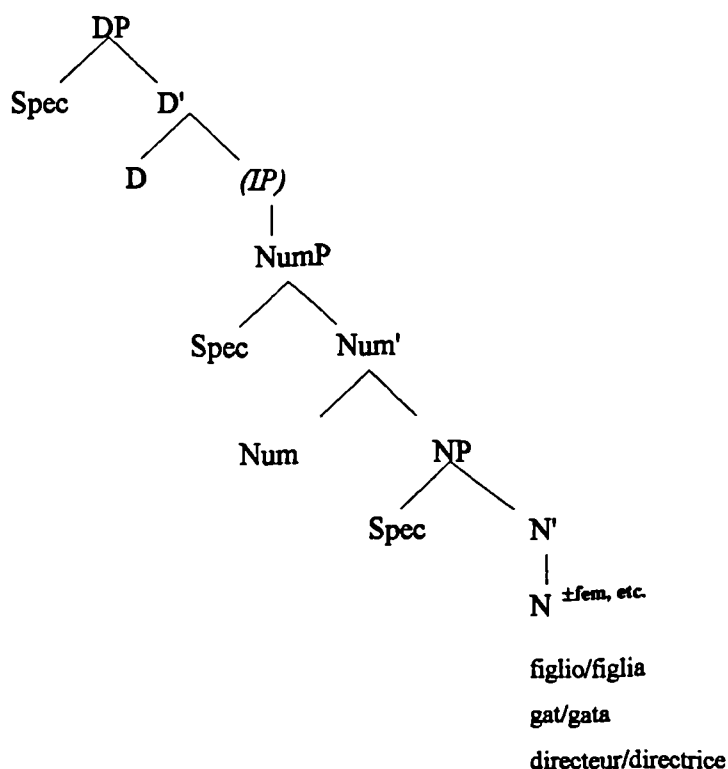 DP
Spec D'
D (IP)
NumP
Spec Num'
Num NP
Spec N'
N ±fem, etc.
figlio/figlia
gat/gata
directeur/directrice